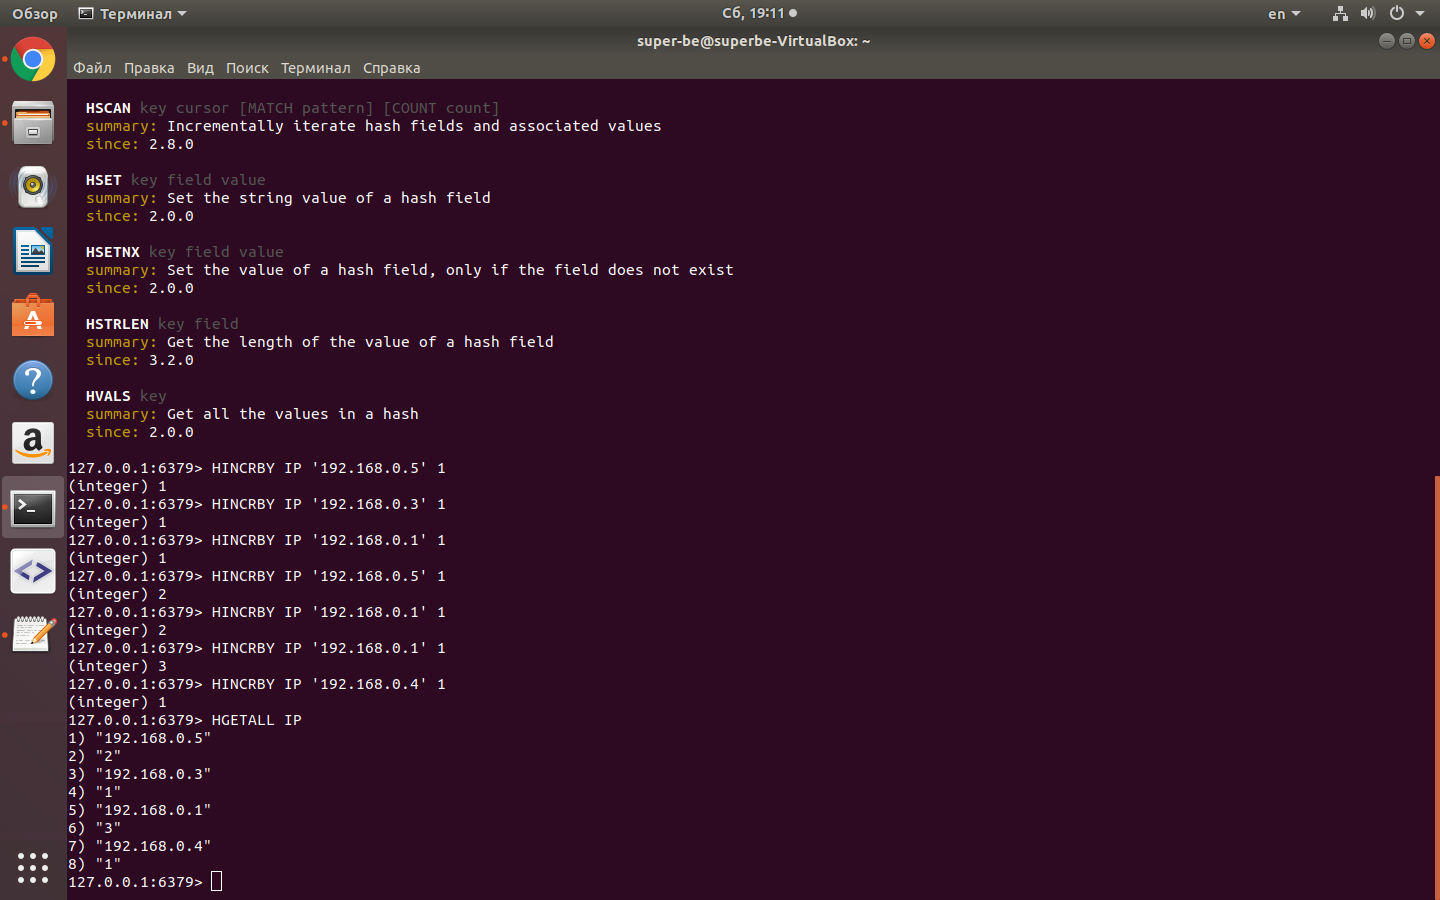 Обзор
Терминал
Сб, 19:11
en
super-be@superbe-VirtualBox: ~
Файл Правка Вид Поиск Терминал Справка
HSCAN key cursor [MATCH pattern] [COUNT count]
summary: Incrementally iterate hash fields and associated values
since: 2.8.0
HSET key field value
summary: Set the string value of a hash field
since: 2.0.0
HSETNX key field value
summary: Set the value of a hash field, only if the field does not exist
since: 2.0.0
HSTRLEN key field
summary: Get the length of the value of a hash field
since: 3.2.0
HVALS key
summary: Get all the values in a hash
since: 2.0.0
127.0.0.1:6379> HINCRBY IP '192.168.0.5' 1
(integer) 1
127.0.0.1:6379> HINCRBY IP '192.168.0.3' 1
(integer) 1
127.0.0.1:6379> HINCRBY IP '192.168.0.1' 1
(integer) 1
127.0.0.1:6379> HINCRBY IP '192.168.0.5' 1
(integer) 2
127.0.0.1:6379> HINCRBY IP '192.168.0.1' 1
(integer) 2
127.0.0.1:6379> HINCRBY IP '192.168.0.1' 1
(integer) 3
127.0.0.1:6379> HINCRBY IP '192.168.0.4' 1
(integer) 1
127.0.0.1:6379> HGETALL IP
1) "192.168.0.5"
2) "2"
3) "192.168.0.3"
4) "1"
5) "192.168.0.1"
6) "3"
7) "192.168.0.4"
8) "1"
127.0.0.1:6379>